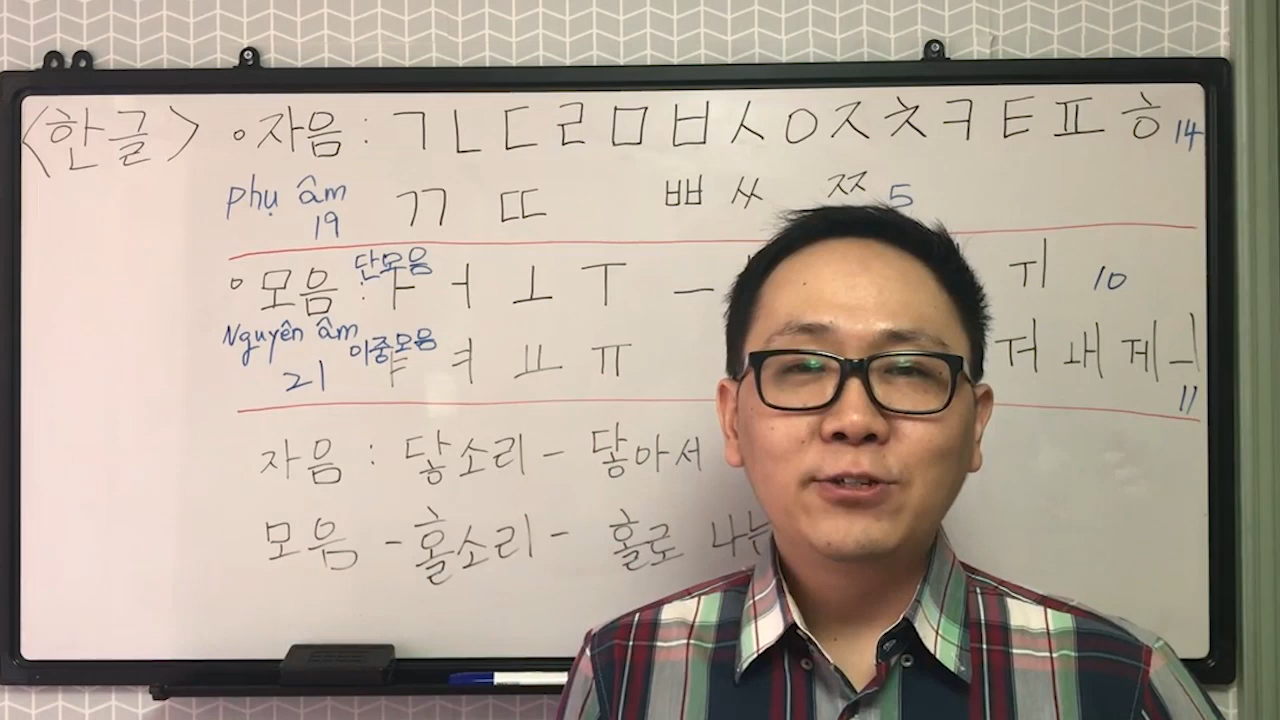 <한글> ∘자음 : ㄱ ㄴ ㄷ ㄹ ㅁ ㅂ ㅅ ㅇ ㅈ ㅊ ㅋ ㅌ ㅍ ㅎ 14
phụ âm ㄲ ㄸ ㅃ ㅆ ㅉ 5
19
∘모음 : 단모음 ㅏ ㅓ ㅗ ㅜ ㅡ ㅟ 10
Nguyên âm 이중모음 ㅑ ㅕ ㅛ ㅠ ㅝ ㅙ ㅞ ㅢ 11
21
자음 : 닿소리 - 닿아서
모음 - 홀소리 - 홀로